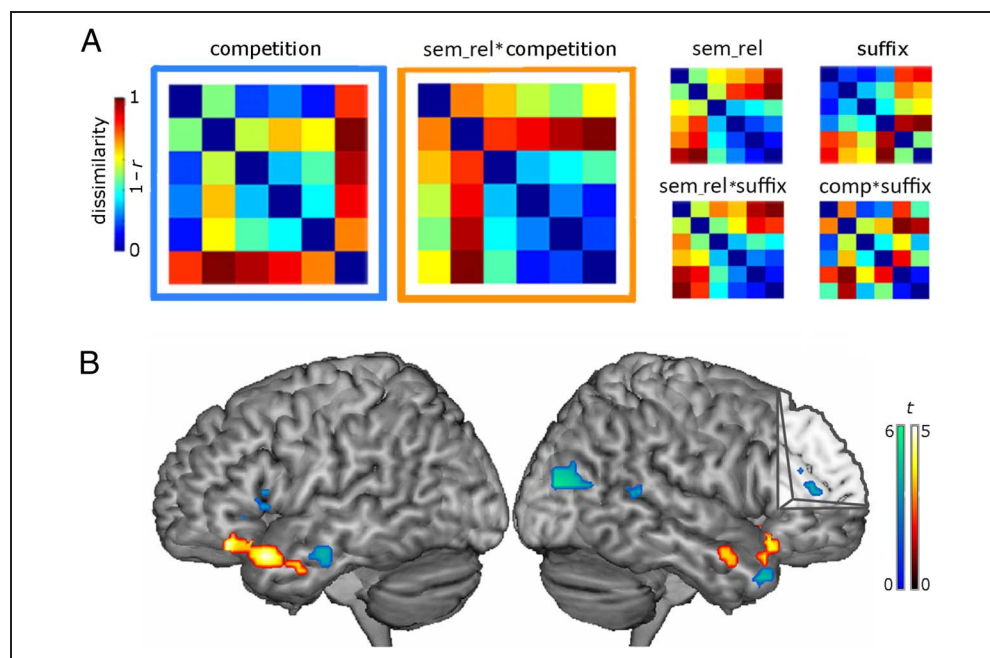 A
competition
sem_rel*competition
sem_rel
suffix
1
dissimilarity
1-r
0
sem_rel*suffix
comp*suffix
B
t
6
5
0
0